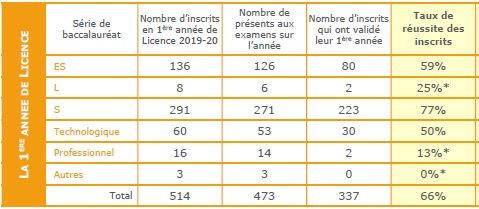 LA 1ÈRE ANNEE DE LICENCE
Série de
baccalauréat
Nombre d'inscrits
en 1ère année de
Licence 2019-20
Nombre de
présents aux
examens sur
l'année
Nombre d'inscrits
qui ont validé
leur 1ère année
Taux de
réussite des
inscrits
ES 136 126 80 59%
L 8 6 2 25%*
S 291 271 223 77%
Technologique 60 53 30 50%
Professionnel 16 14 2 13%*
Autres 3 3 0 0%*
Total 514 473 337 66%